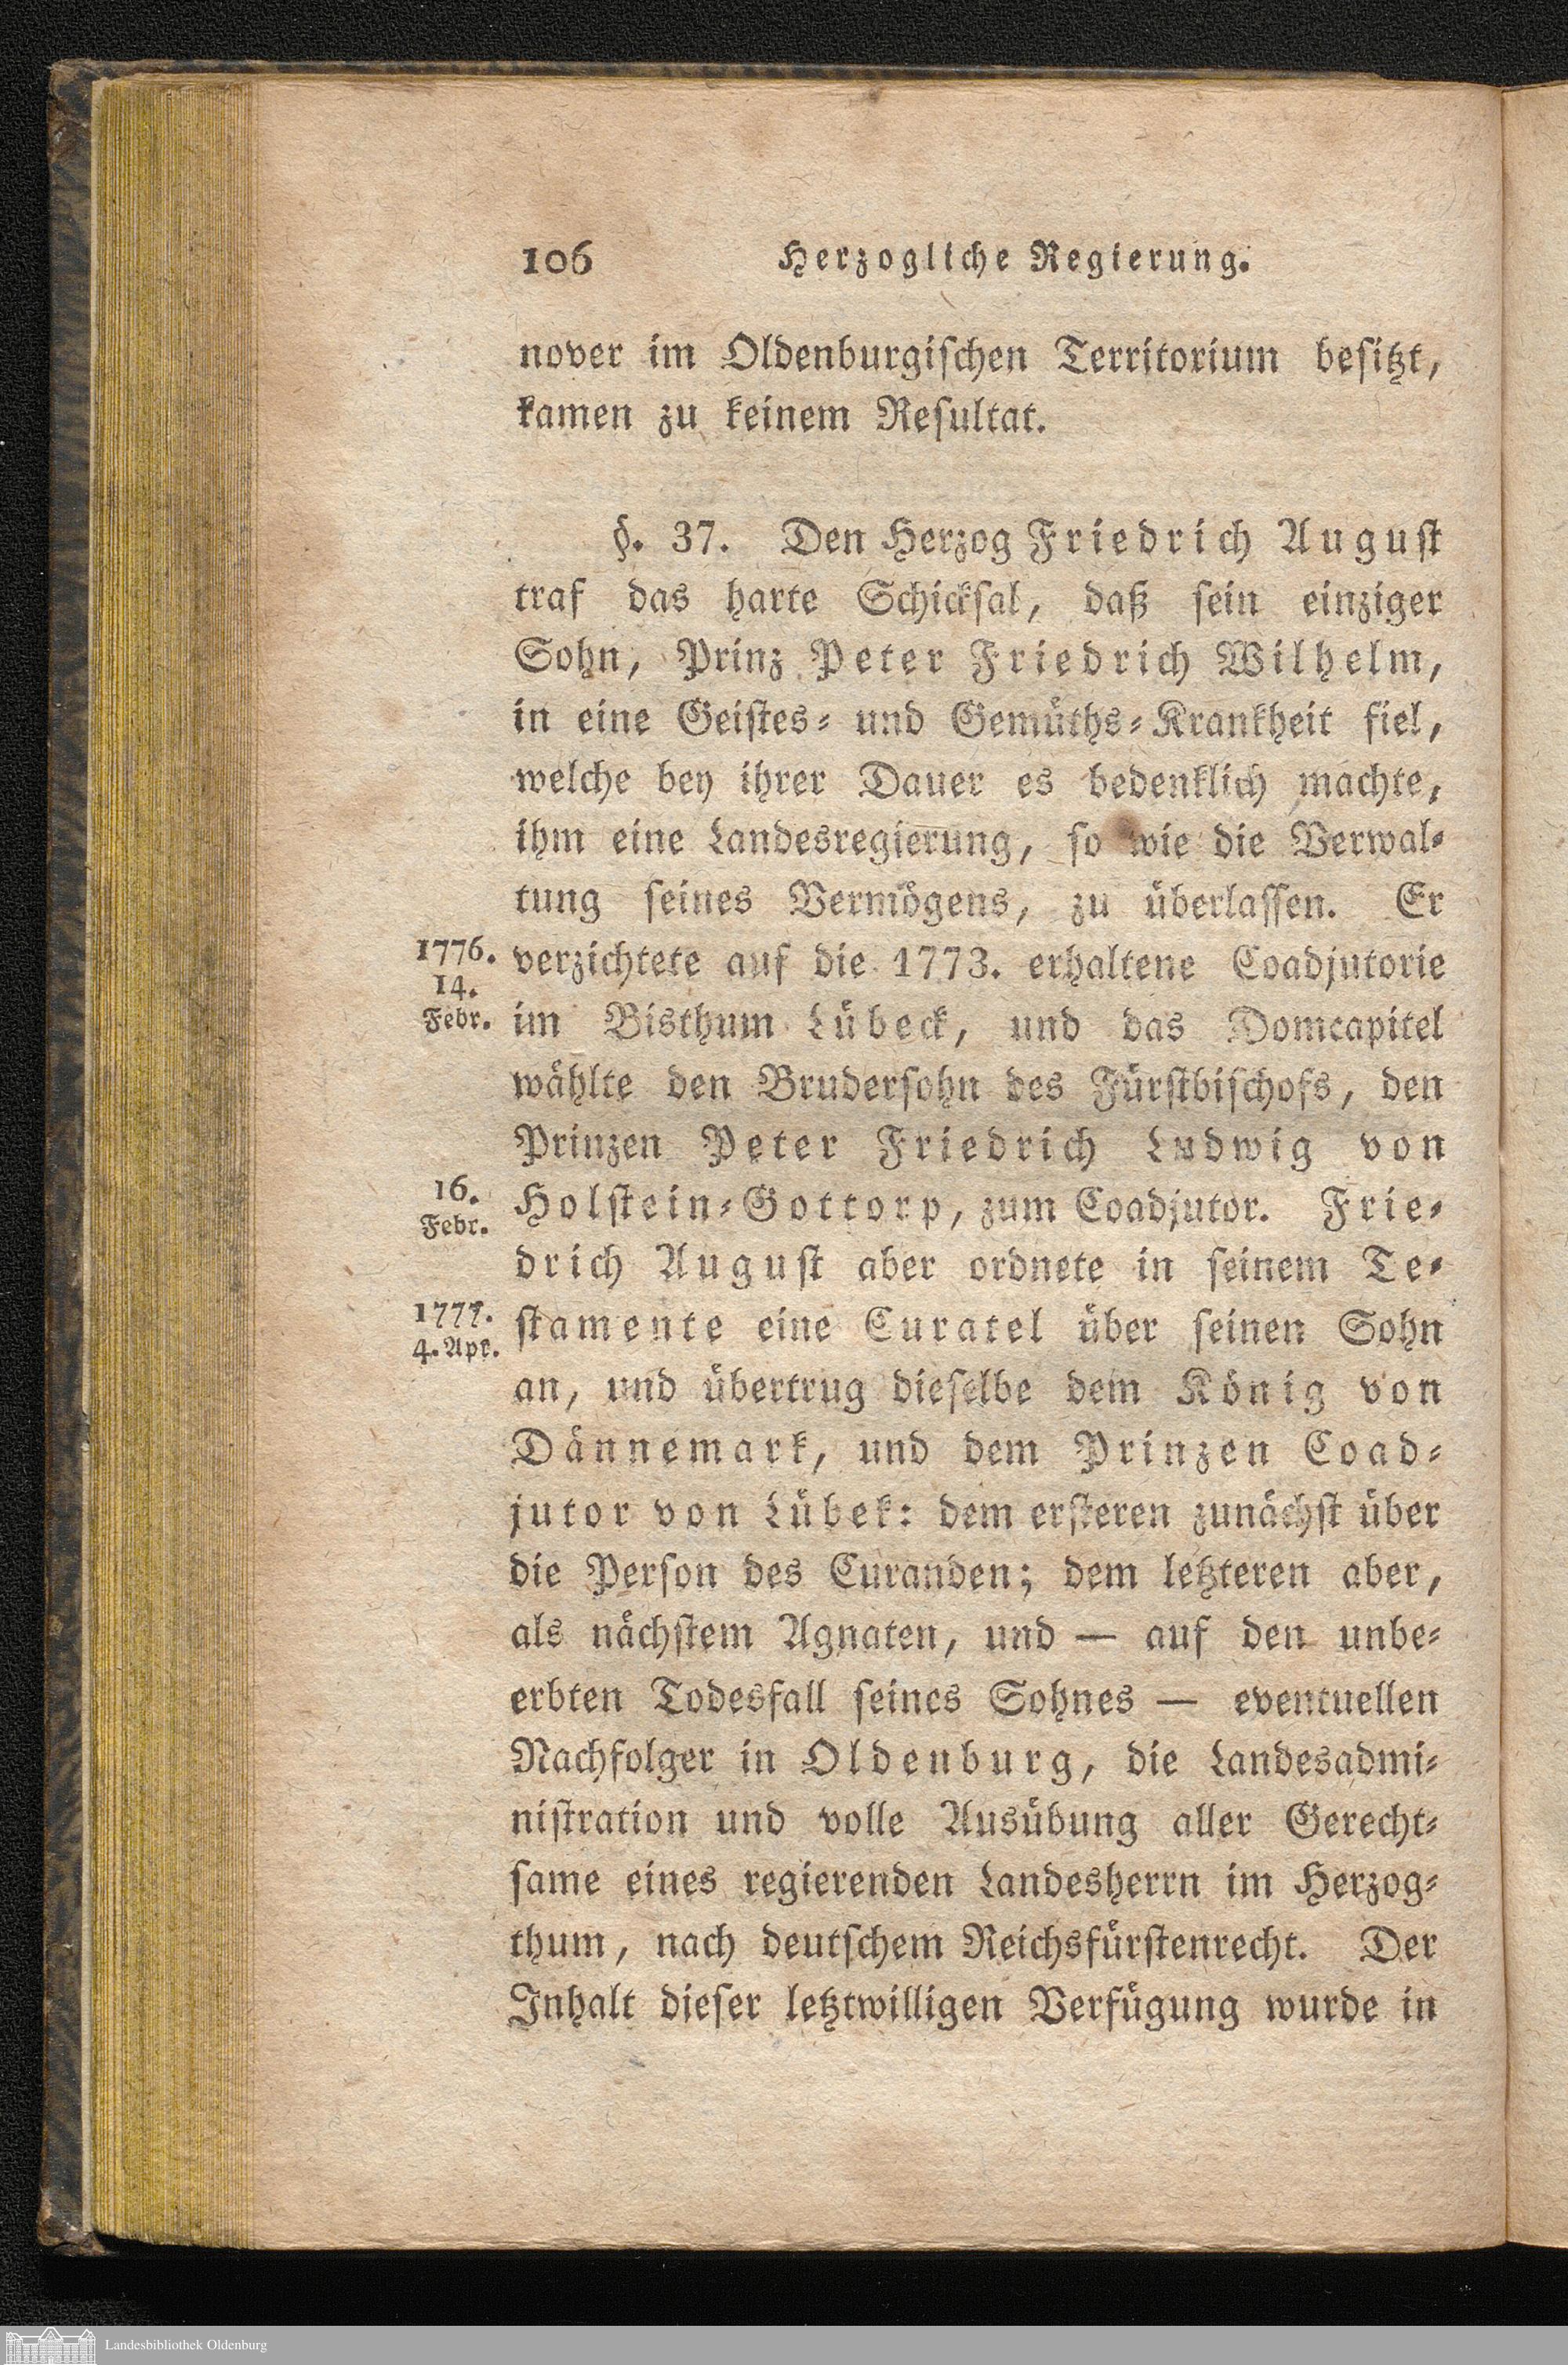 106 Herzogliche Regierung.
nover im Oldenburgischen Territorium besitzt,
kamen zu keinem Resultat.
§. 37. Den Herzog Friedrich August
traf das harte Schicksal, daß sein einziger
Sohn, Prinz Peter Friedrich Wilhelm,
in eine Geistes- und Gemüths-Krankheit fiel,
welche bey ihrer Dauer es bedenklich machte,
ihm eine Landesregierung, so wie die Verwal-
tung seines Vermögens, zu überlassen. Er
1776.
14.
Febr.
verzichtete auf die 1773. erhaltene Coadjutorie
im Bisthum Lübeck, und das Domcapitel
wählte den Brudersohn des Fürstbischofs, den
Prinzen Peter Friedrich Ludwig von
16.
Febr.
Holstein-Gottorp, zum Coadjutor. Frie-
drich August aber ordnete in seinem Te-
1777.
4. Apr.
stamente eine Curatel über seinen Sohn
an, und übertrug dieselbe dem König von
Dännemark, und dem Prinzen Coad-
jutor von Lübek: dem ersteren zunächst über
die Person des Curanden; dem letzteren aber,
als nächstem Agnaten, und — auf den unbe-
erbten Todesfall seines Sohnes — eventuellen
Nachfolger in Oldenburg, die Landesadmi-
nistration und volle Ausübung aller Gerecht-
same eines regierenden Landesherrn im Herzog-
thum, nach deutschem Reichsfürstenrecht. Der
Inhalt dieser letztwilligen Verfügung wurde in
Landesbibliothek Oldenburg